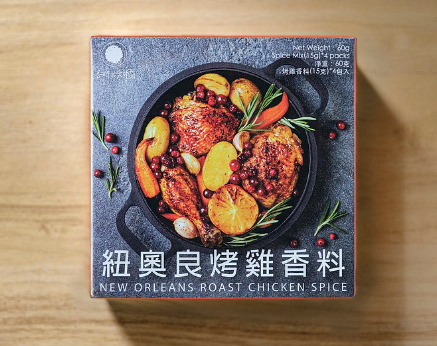 Net Weight : 60g
Spice Mix(15g)*4 packs
淨重：60克
烤雞香料(15克)*4包入
紐奧良烤雞香料
NEW ORLEANS ROAST CHICKEN SPICE